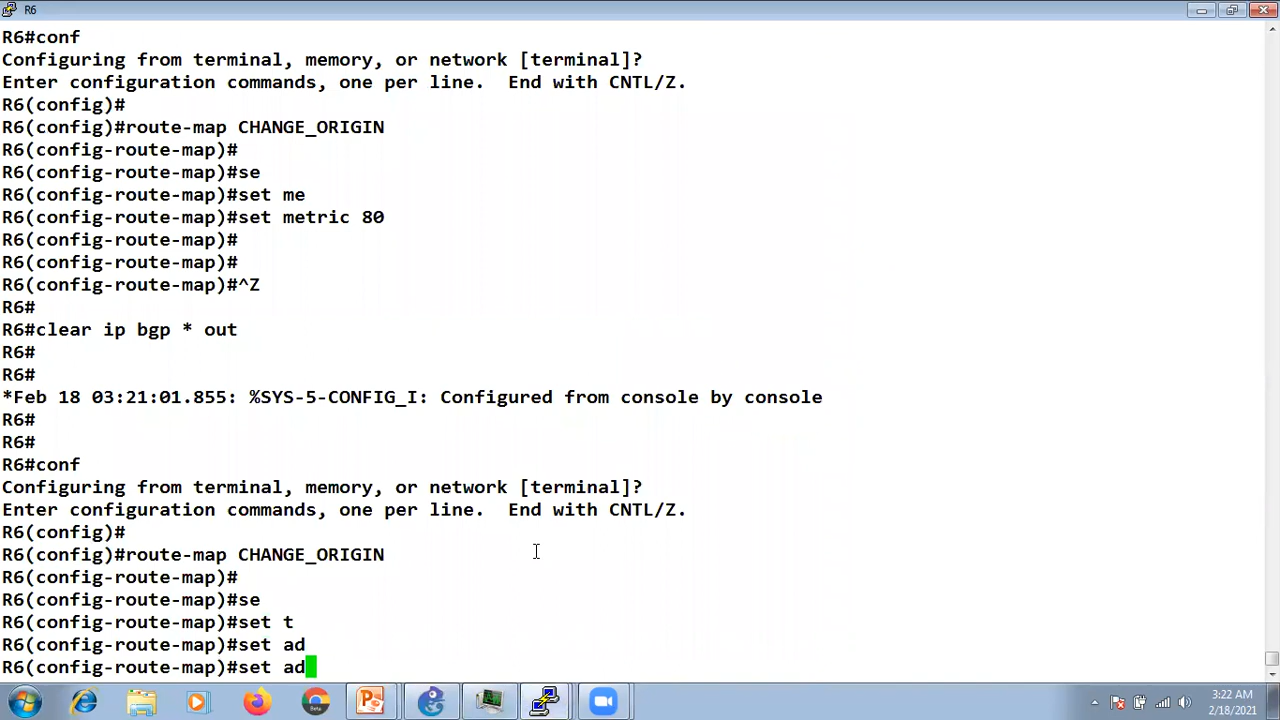 R6
R6#conf
Configuring from terminal, memory, or network [terminal]?
Enter configuration commands, one per line.  End with CNTL/Z.
R6(config)#
R6(config)#route-map CHANGE_ORIGIN
R6(config-route-map)#
R6(config-route-map)#se
R6(config-route-map)#set me
R6(config-route-map)#set metric 80
R6(config-route-map)#
R6(config-route-map)#
R6(config-route-map)#^Z
R6#
R6#clear ip bgp * out
R6#
R6#
*Feb 18 03:21:01.855: %SYS-5-CONFIG_I: Configured from console by console
R6#
R6#
R6#conf
Configuring from terminal, memory, or network [terminal]?
Enter configuration commands, one per line.  End with CNTL/Z.
R6(config)#
R6(config)#route-map CHANGE_ORIGIN
R6(config-route-map)#
R6(config-route-map)#se
R6(config-route-map)#set t
R6(config-route-map)#set ad
R6(config-route-map)#set ad
3:22 AM
2/18/2021